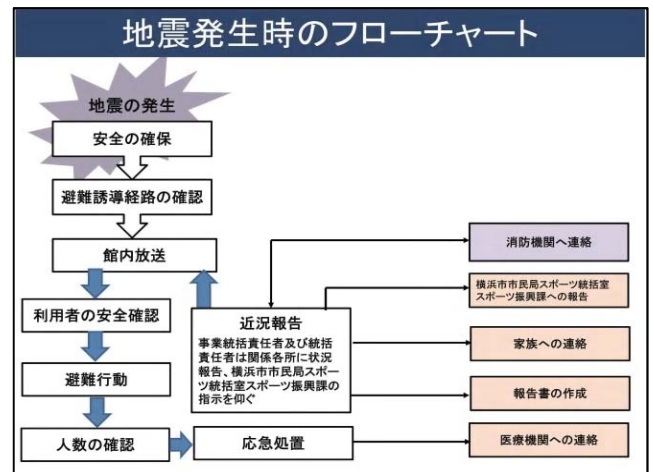 地震発生時のフローチャート
地震の発生
安全の確保
避難誘導経路の確認
館内放送
利用者の安全確認
避難行動
人数の確認
応急処置
近況報告
事業統括責任者及び統括
責任者は関係各所に状況
報告、横浜市市民局スポー
ツ統括室スポーツ振興課の
指示を仰ぐ
消防機関へ連絡
横浜市市民局スポーツ統括室
スポーツ振興課への報告
家族への連絡
報告書の作成
医療機関への連絡